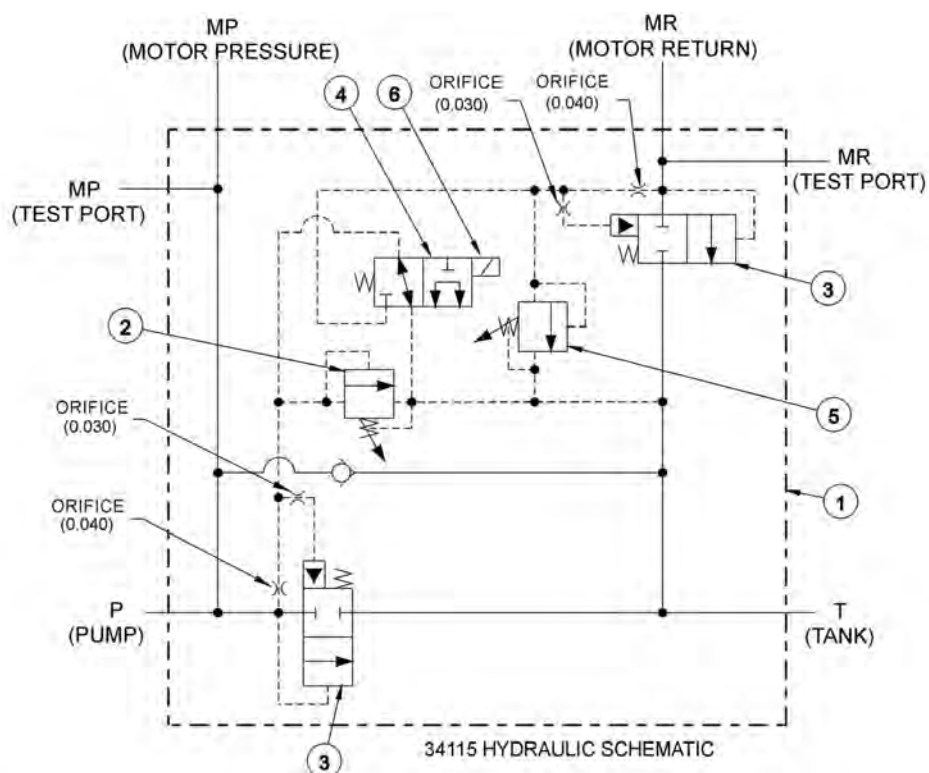 MP
(MOTOR PRESSURE)
MR
(MOTOR RETURN)
4
6
ORIFICE
(0.030)
ORIFICE
(0.040)
MP
(TEST PORT)
MR
(TEST PORT)
3
2
5
ORIFICE
(0.030)
1
ORIFICE
(0.040)
P
(PUMP)
T
(TANK)
3
34115 HYDRAULIC SCHEMATIC